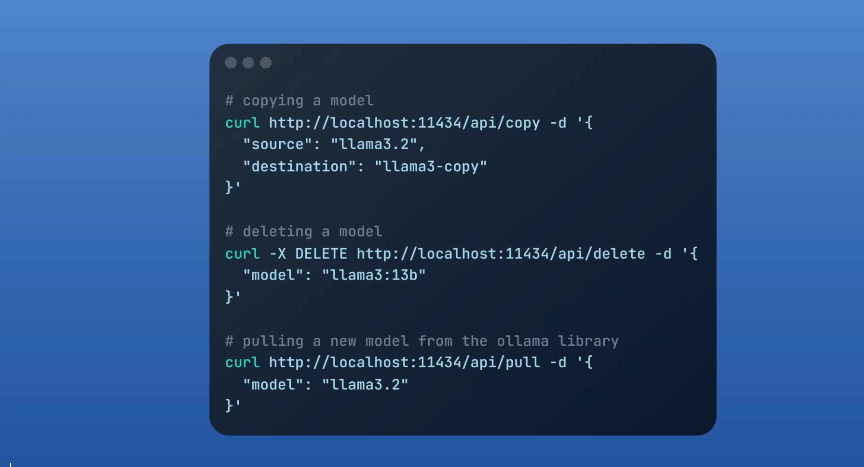 # copying a model
curl http://localhost:11434/api/copy -d '{
  "source": "llama3.2",
  "destination": "llama3-copy"
}'
# deleting a model
curl -X DELETE http://localhost:11434/api/delete -d '{
  "model": "llama3:13b"
}'
# pulling a new model from the ollama library
curl http://localhost:11434/api/pull -d '{
  "model": "llama3.2"
}'